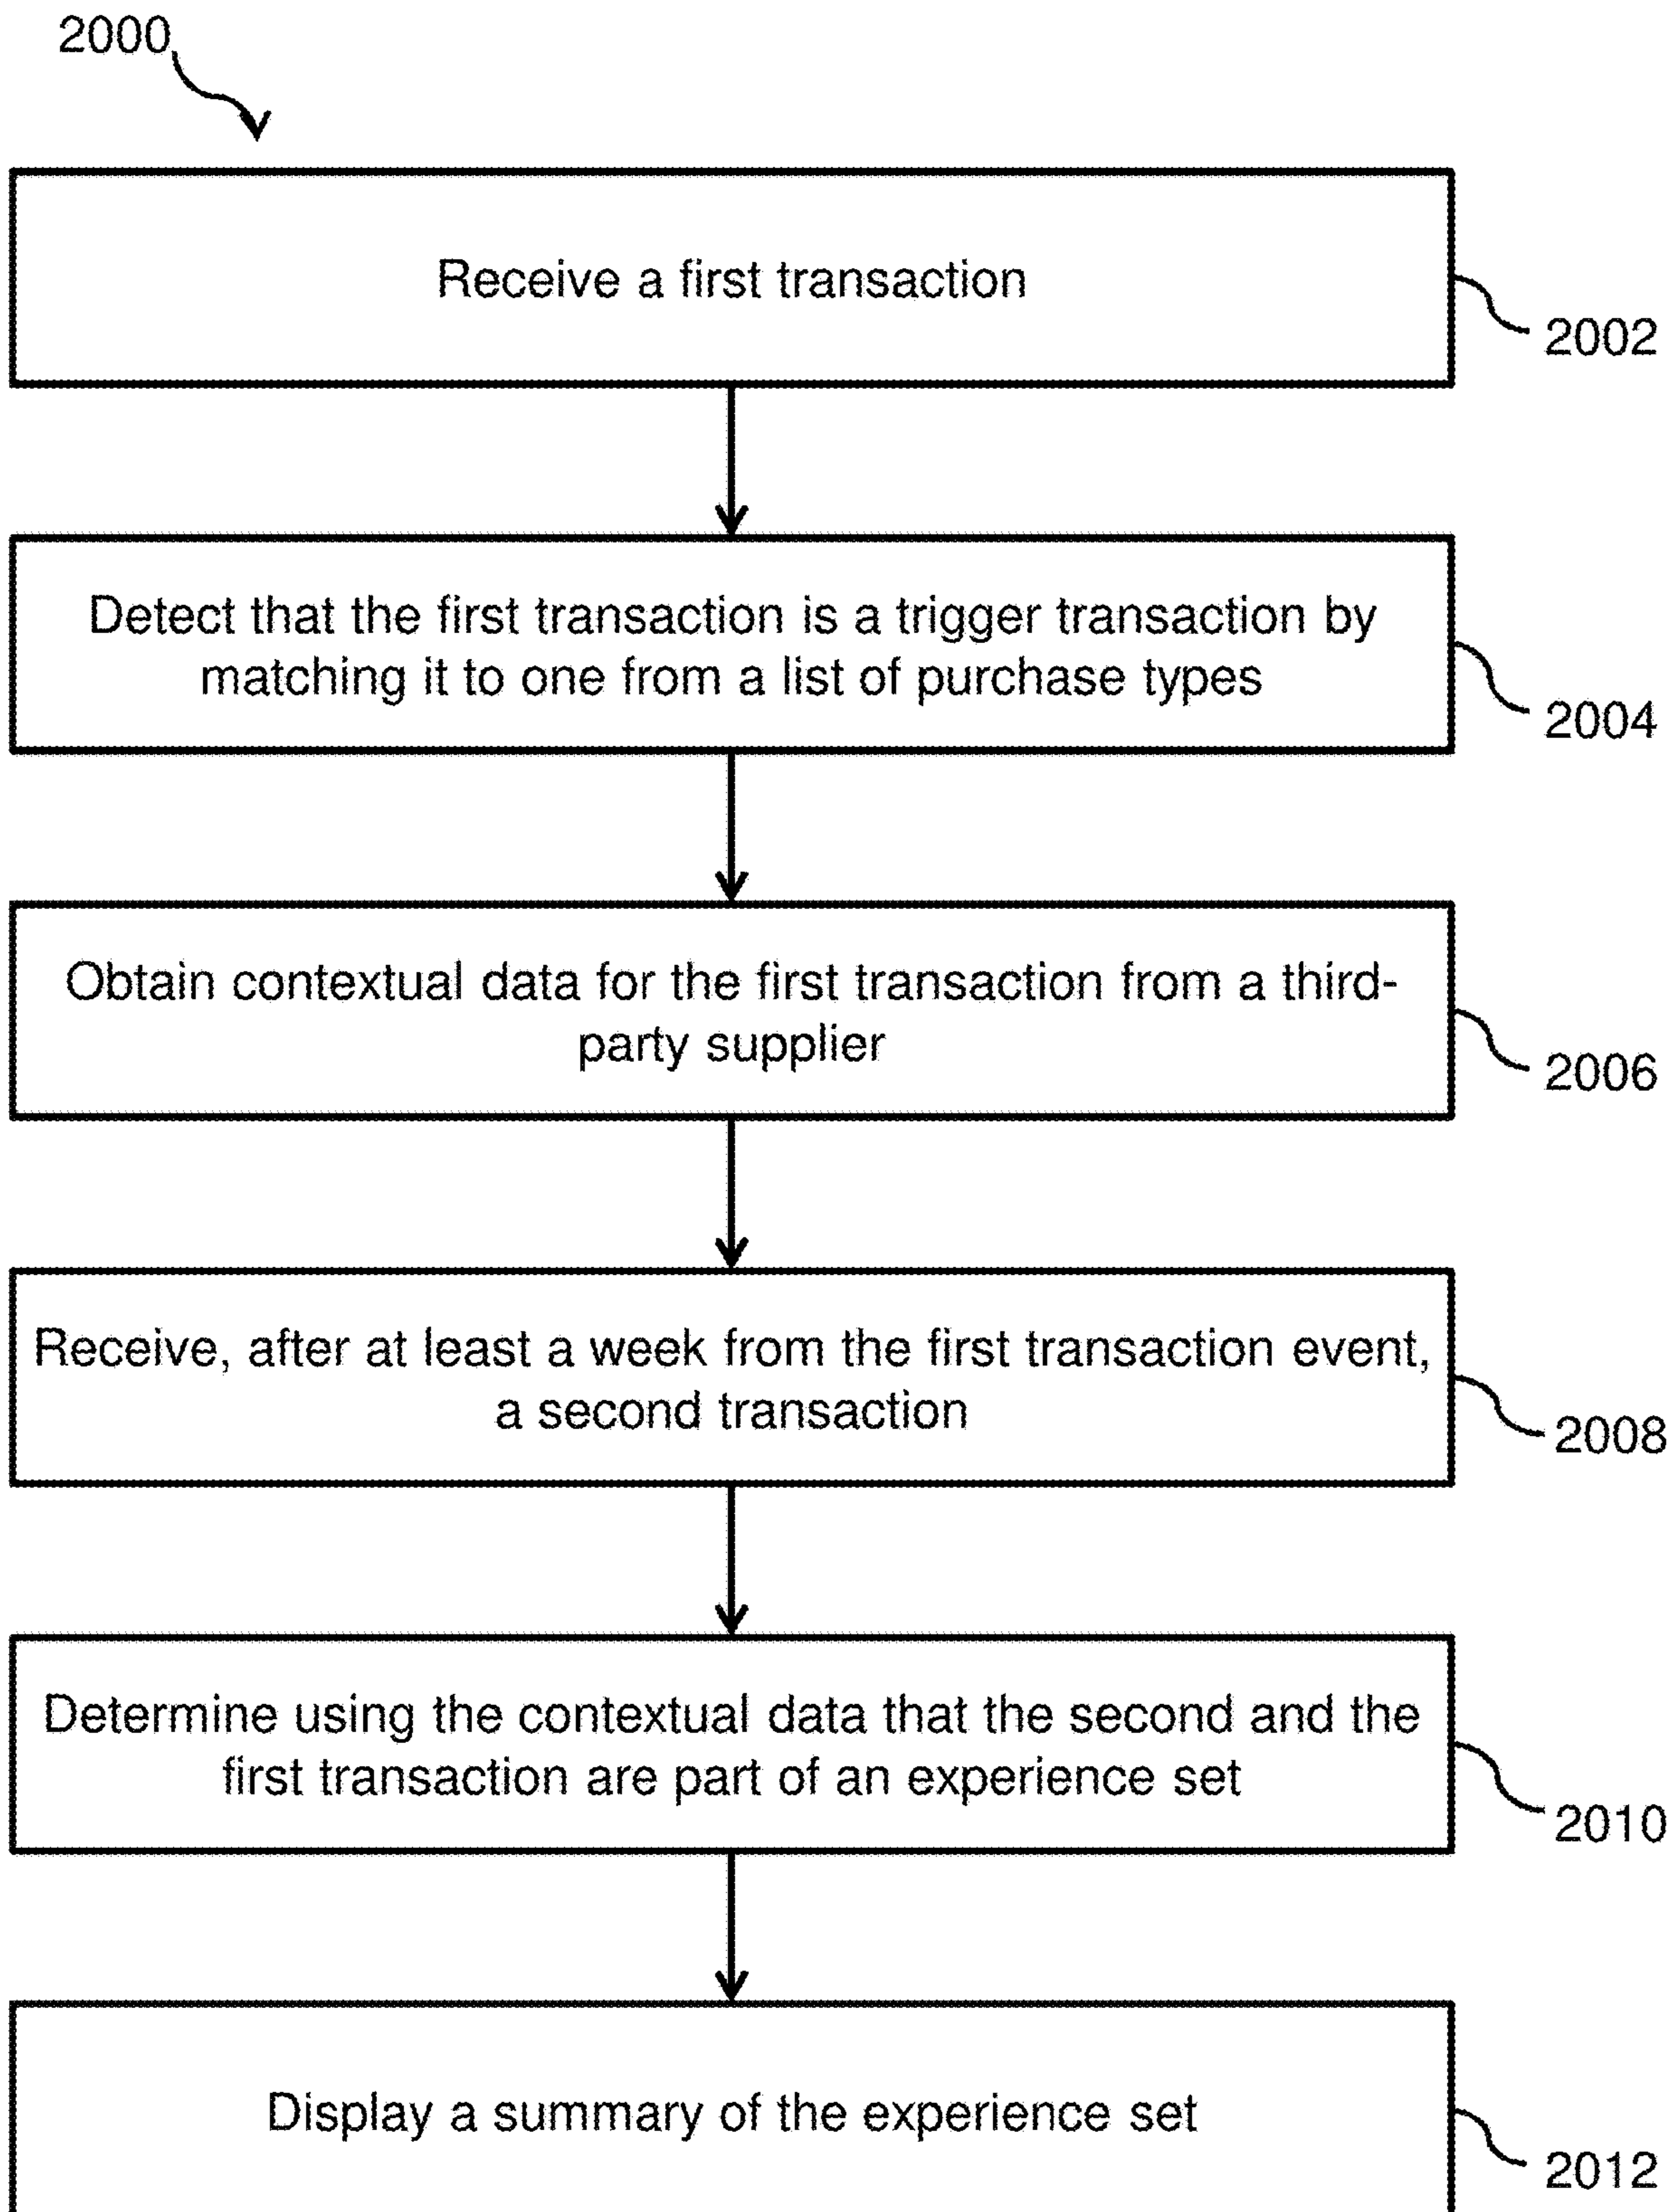 2000
Receive a first transaction
2002
Detect that the first transaction is a trigger transaction by
matching it to one from a list of purchase types
2004
Obtain contextual data for the first transaction from a third-
party supplier
2006
Receive, after at least a week from the first transaction event,
a second transaction
2008
Determine using the contextual data that the second and the
first transaction are part of an experience set
2010
Display a summary of the experience set
2012